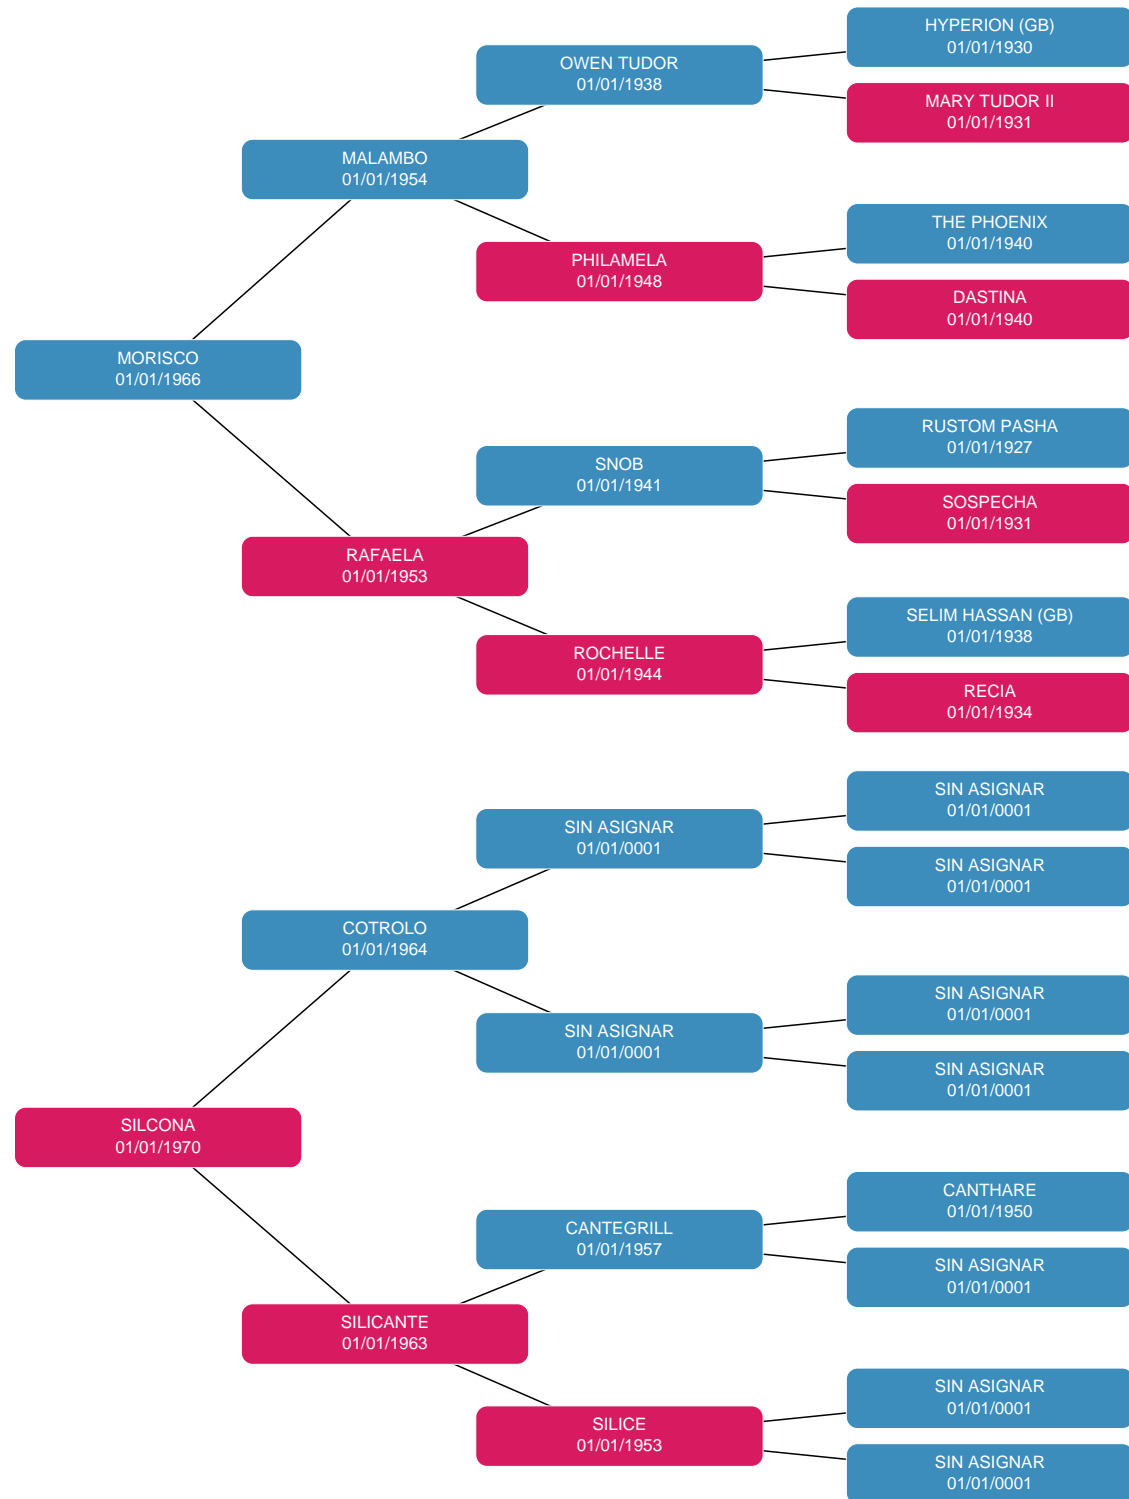 HYPERION (GB)
01/01/1930
OWEN TUDOR
01/01/1938
MARY TUDOR II
01/01/1931
MALAMBO
01/01/1954
THE PHOENIX
01/01/1940
PHILAMELA
01/01/1948
DASTINA
01/01/1940
MORISCO
01/01/1966
RUSTOM PASHA
01/01/1927
SNOB
01/01/1941
SOSPECHA
01/01/1931
RAFAELA
01/01/1953
SELIM HASSAN (GB)
01/01/1938
ROCHELLE
01/01/1944
RECIA
01/01/1934
SIN ASIGNAR
01/01/0001
SIN ASIGNAR
01/01/0001
SIN ASIGNAR
01/01/0001
COTROLO
01/01/1964
SIN ASIGNAR
01/01/0001
SIN ASIGNAR
01/01/0001
SIN ASIGNAR
01/01/0001
SILCONA
01/01/1970
CANTHARE
01/01/1950
CANTEGRILL
01/01/1957
SIN ASIGNAR
01/01/0001
SILICANTE
01/01/1963
SIN ASIGNAR
01/01/0001
SILICE
01/01/1953
SIN ASIGNAR
01/01/0001